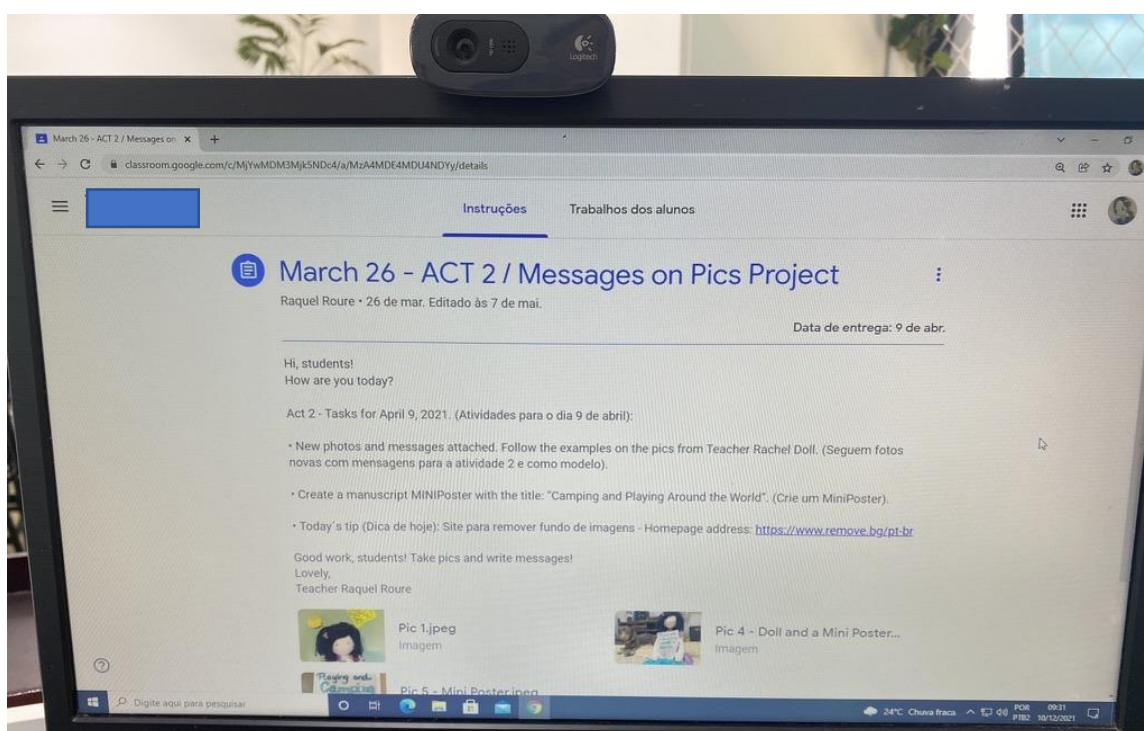 Logitech
March 26 - ACT 2 / Messages on
classroom.google.com/c/MjYwMDM3Mjk5NDc4/a/MzA4MDE4MDU4NDYy/details
Instruções Trabalhos dos alunos
March 26 - ACT 2 / Messages on Pics Project
Raquel Roure • 26 de mar. Editado às 7 de mai.
Data de entrega: 9 de abr.
Hi, students!
How are you today?
Act 2 - Tasks for April 9, 2021. (Atividades para o dia 9 de abril):
• New photos and messages attached. Follow the examples on the pics from Teacher Rachel Doll. (Seguem fotos
novas com mensagens para a atividade 2 e como modelo).
• Create a manuscript MINIPoster with the title: "Camping and Playing Around the World". (Crie um MiniPoster).
• Today´s tip (Dica de hoje): Site para remover fundo de imagens - Homepage address: https://www.remove.bg/pt-br
Good work, students! Take pics and write messages!
Lovely,
Teacher Raquel Roure
Pic 1.jpeg
Imagem
Pic 4 - Doll and a Mini Poster...
Imagem
Playing and
Camping
Pic 5 - Mini Poster.jpeg
Digite aqui para pesquisar
24°C Chuva fraca
POR
PTB2
09:31
10/12/2021